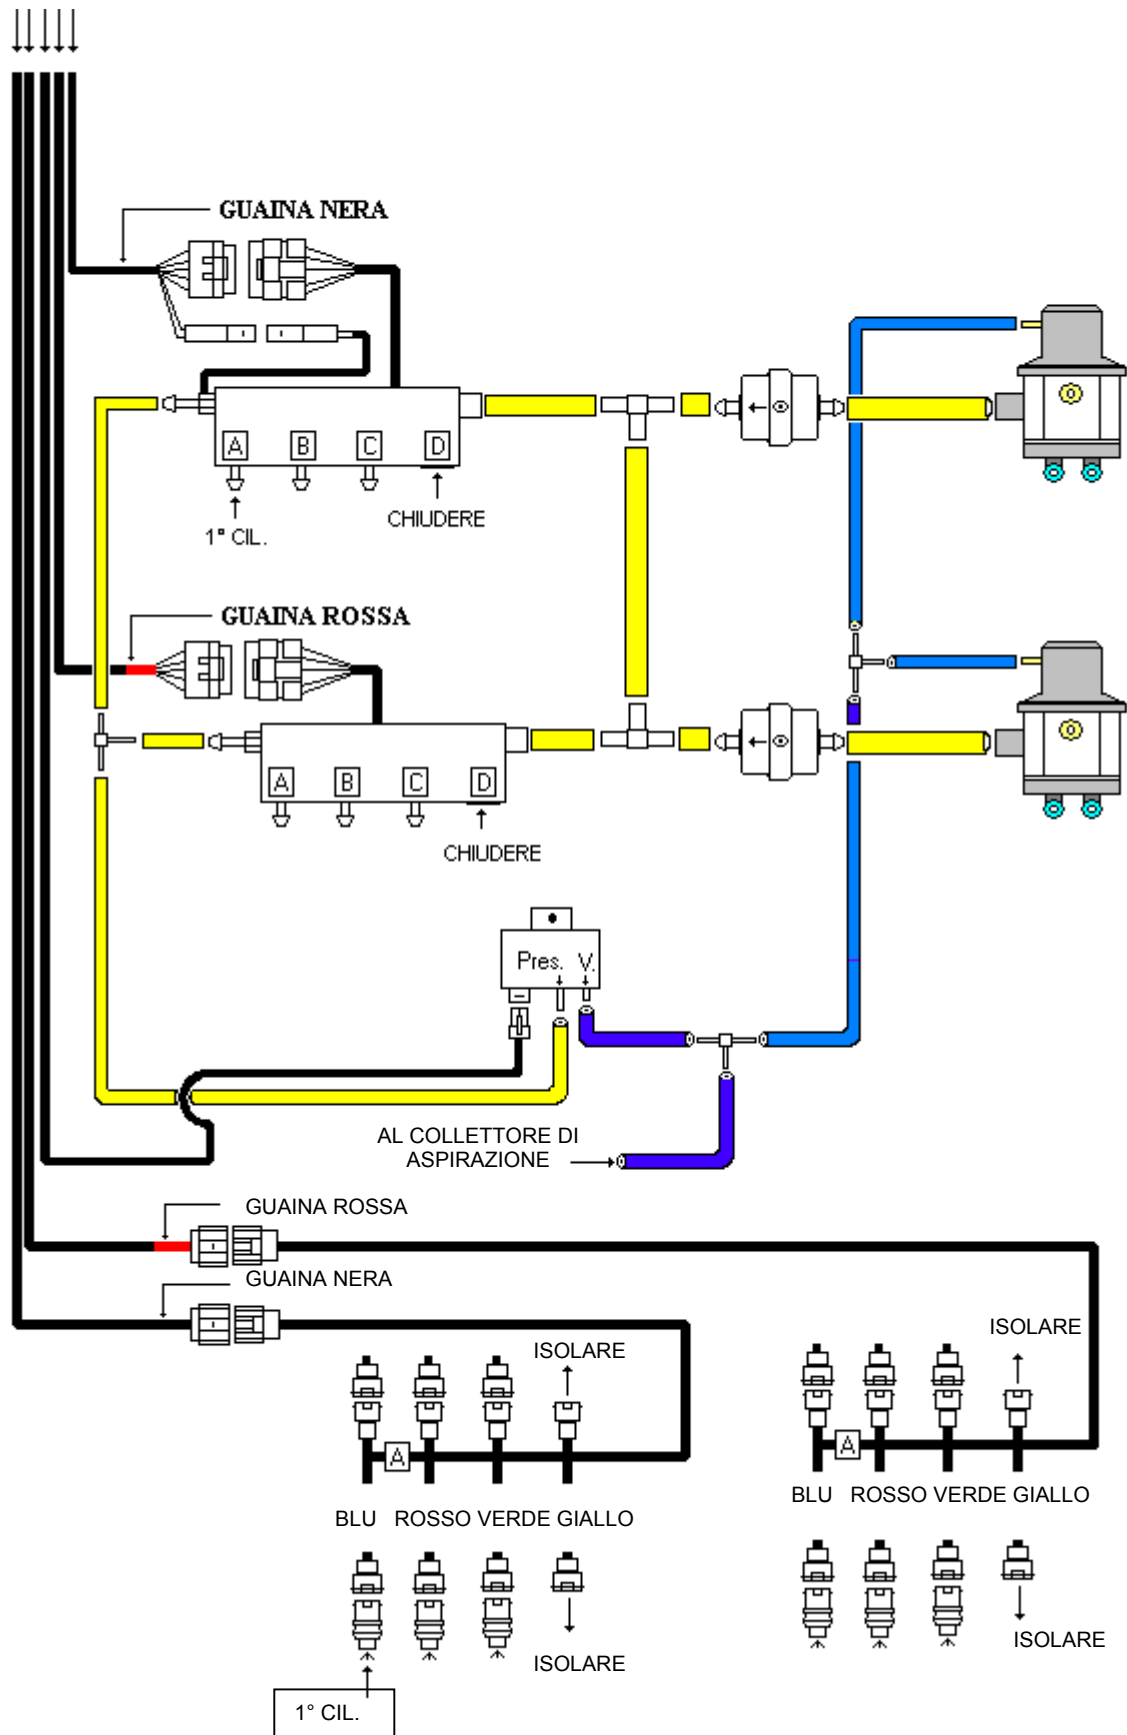 GUAINA NERA
A B C D
CHIUDERE
1° CIL.
GUAINA ROSSA
A B C D
CHIUDERE
Pres. V.
AL COLLETTORE DI
ASPIRAZIONE
GUAINA ROSSA
GUAINA NERA
ISOLARE
ISOLARE
A
A
BLU ROSSO VERDE GIALLO
BLU ROSSO VERDE GIALLO
ISOLARE
ISOLARE
1° CIL.